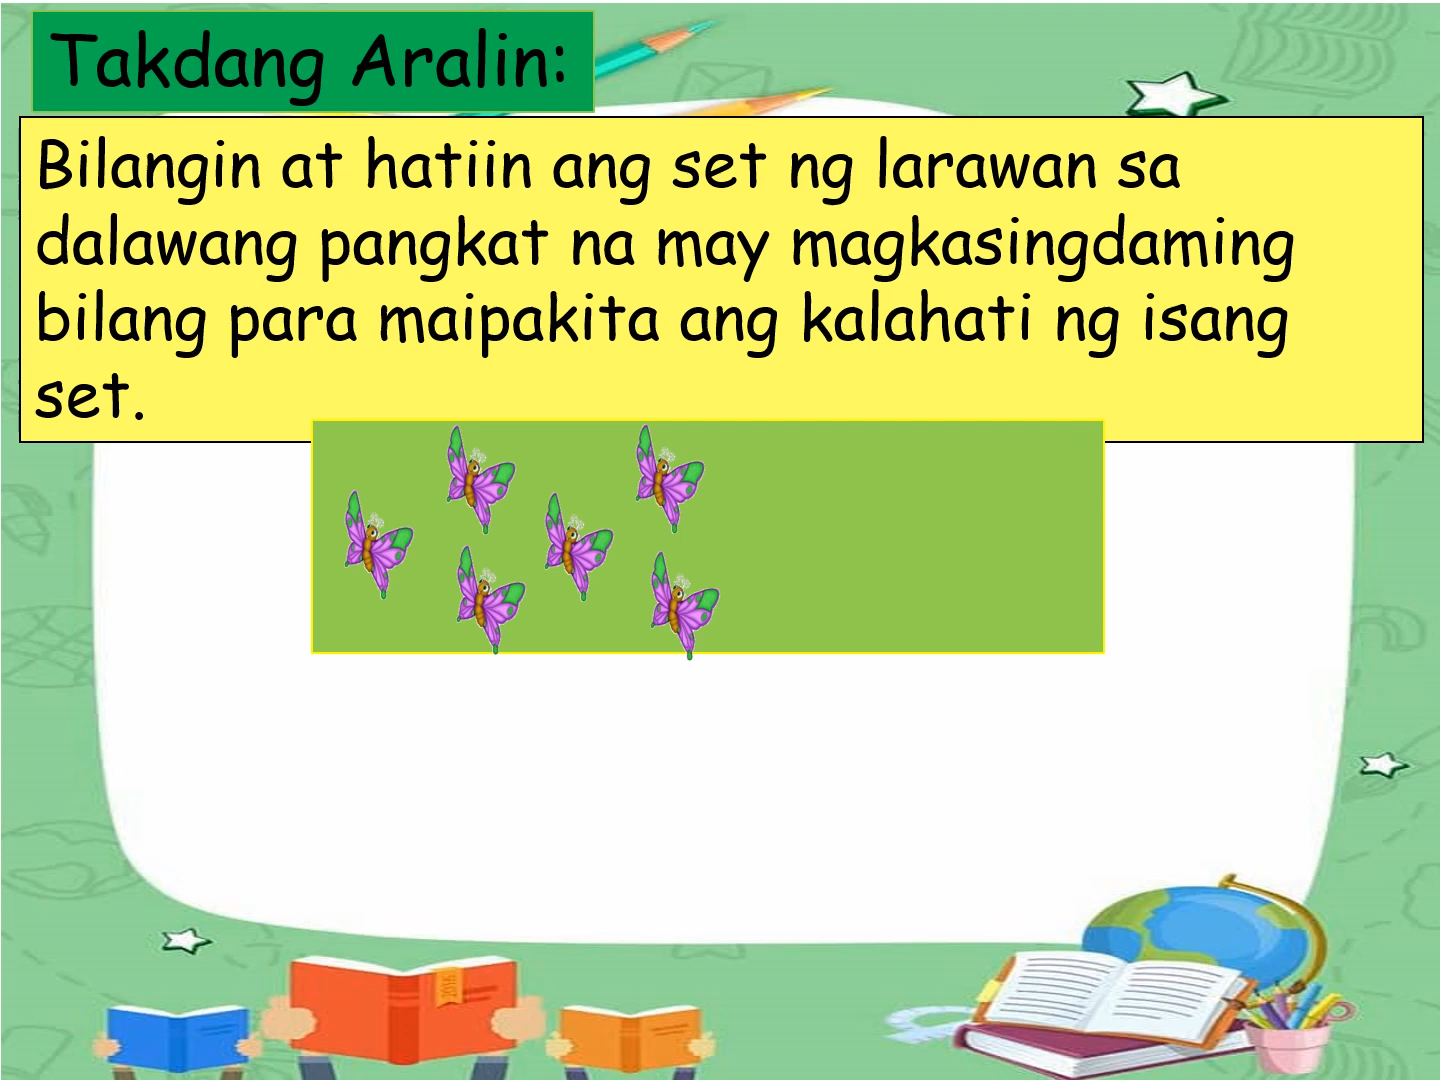 Takdang Aralin:
Bilangin at hatiin ang set ng larawan sa
dalawang pangkat na may magkasingdaming
bilang para maipakita ang kalahati ng isang
set.
2016